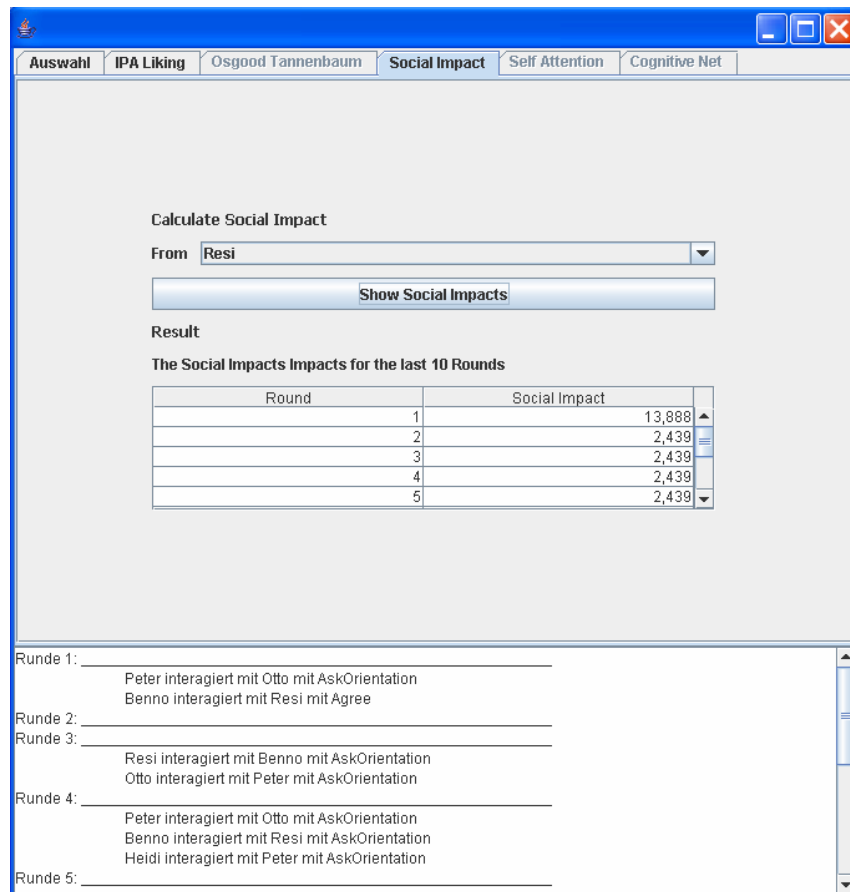 Auswahl IPA Liking Osgood Tannenbaum Social Impact Self Attention Cognitive Net
Calculate Social Impact
From Resi
Show Social Impacts
Result
The Social Impacts Impacts for the last 10 Rounds
Round Social Impact
1 13,888
2 2,439
3 2,439
4 2,439
5 2,439
Runde 1:
Peter interagiert mit Otto mit AskOrientation
Benno interagiert mit Resi mit Agree
Runde 2:
Runde 3:
Resi interagiert mit Benno mit AskOrientation
Otto interagiert mit Peter mit AskOrientation
Runde 4:
Peter interagiert mit Otto mit AskOrientation
Benno interagiert mit Resi mit AskOrientation
Heidi interagiert mit Peter mit AskOrientation
Runde 5: